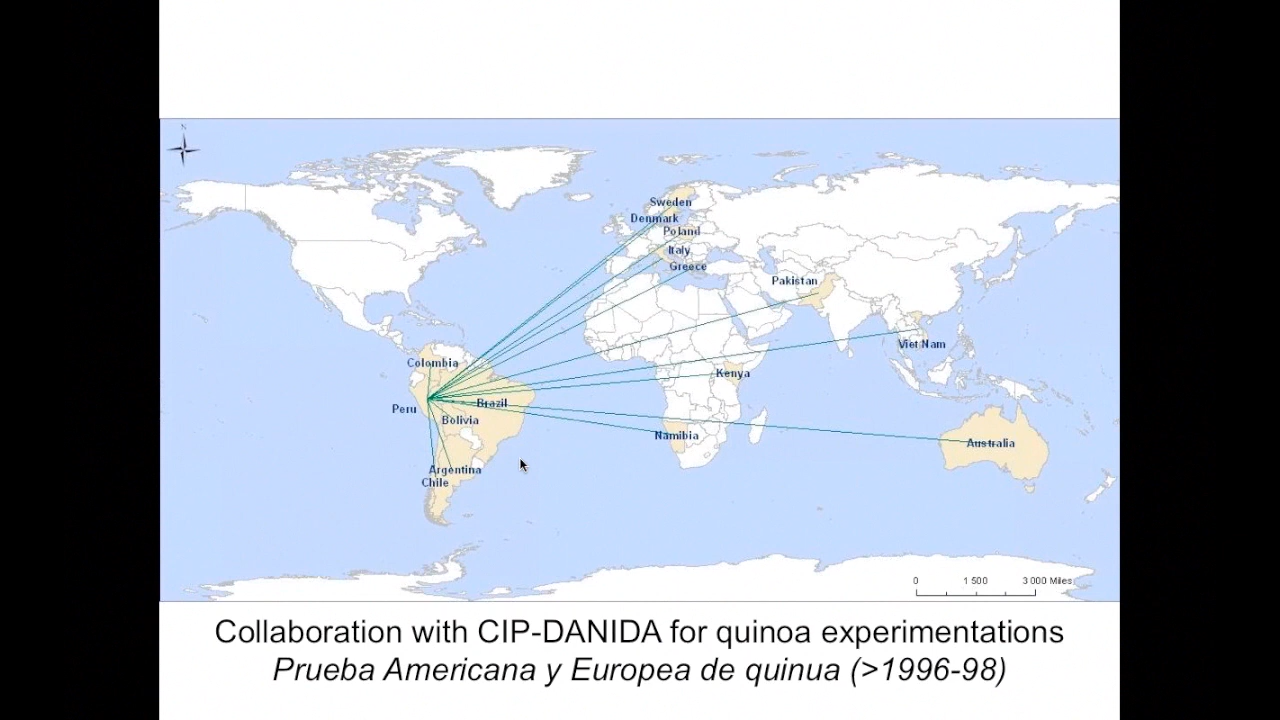 N
Sweden
Denmark
Poland
Italy
Greece
Pakistan
Viet Nam
Colombia
Kenya
Peru
Brazil
Bolivia
Namibia
Australia
Argentina
Chile
0 1 500 3 000 Miles
Collaboration with CIP-DANIDA for quinoa experimentations
Prueba Americana y Europea de quinua (>1996-98)